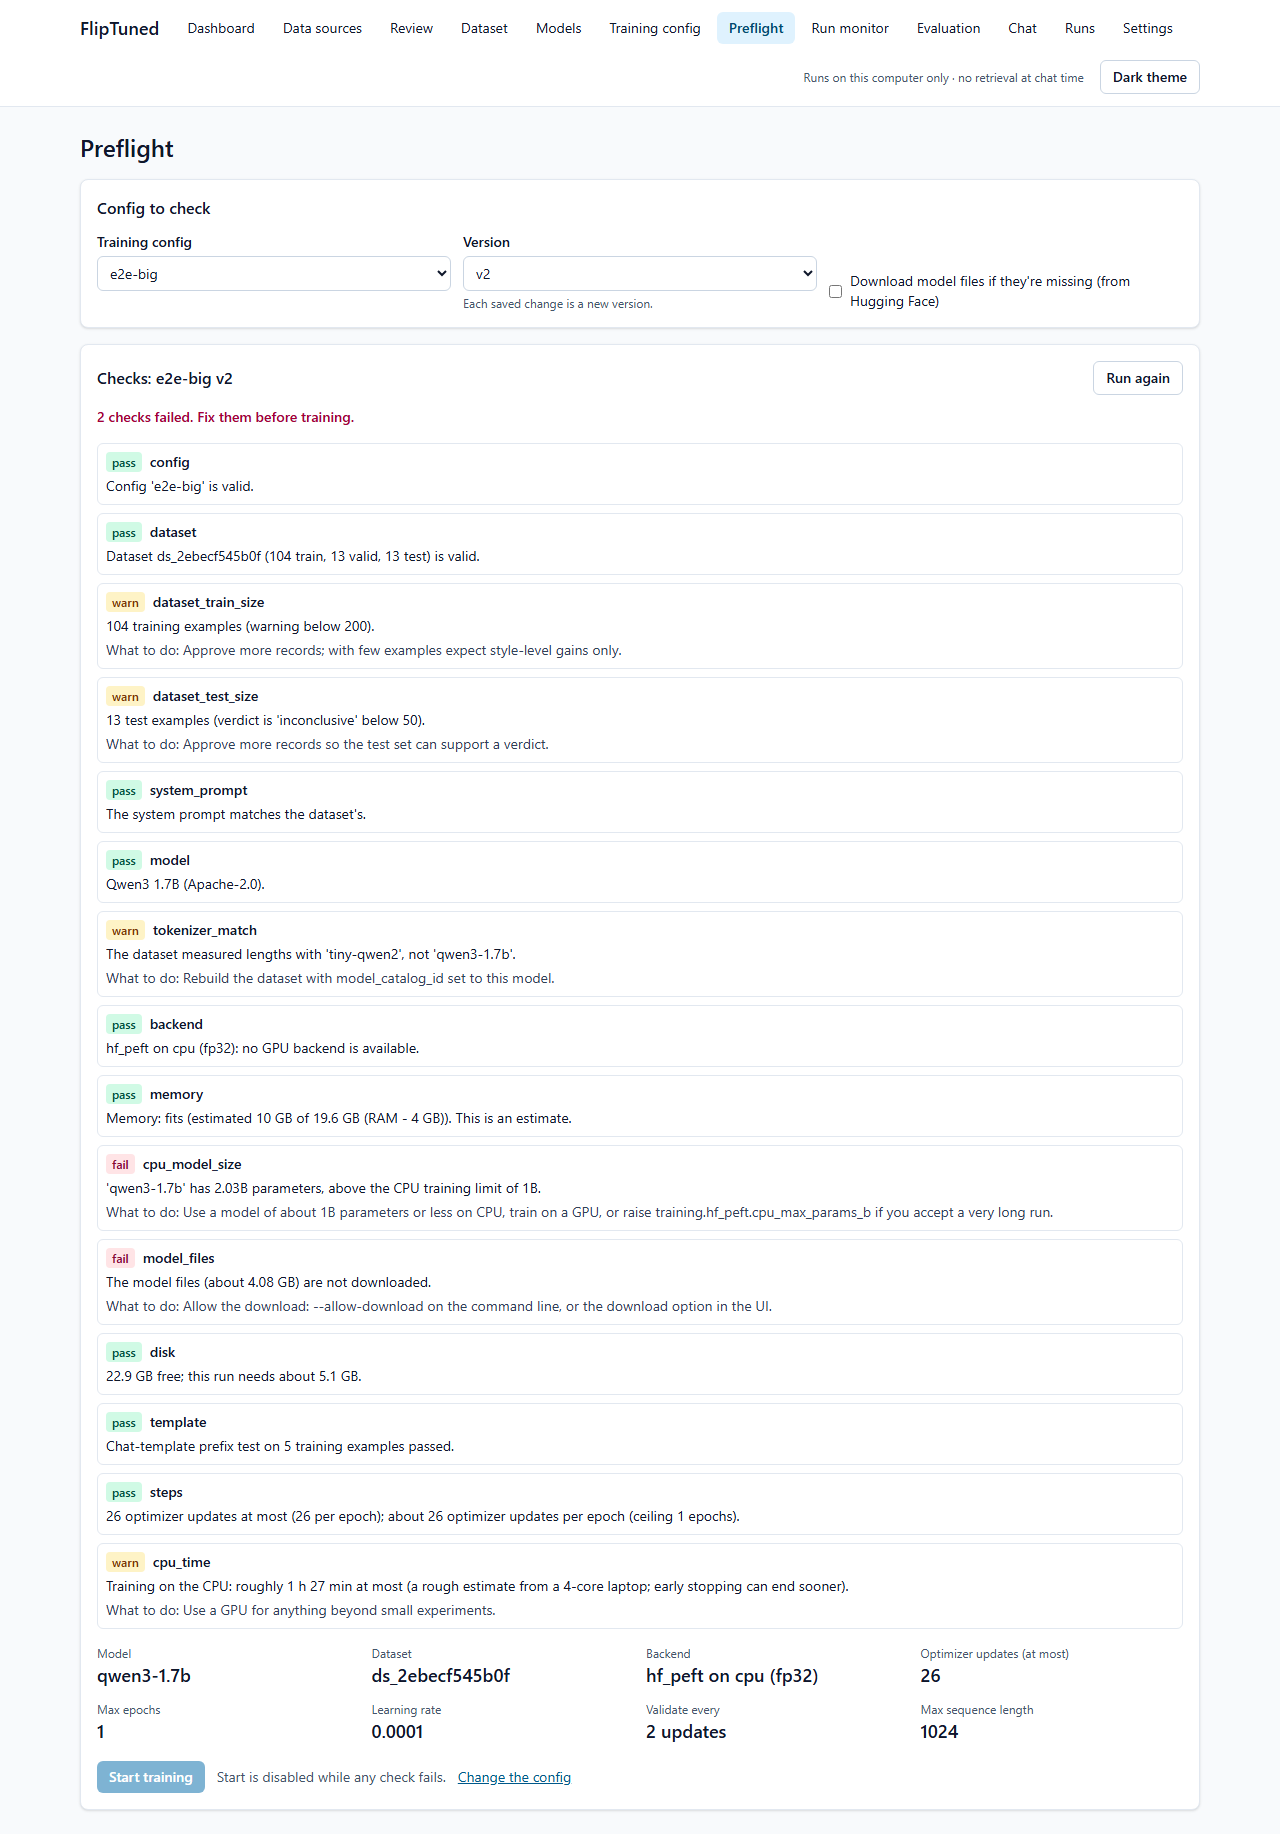 FlipTuned
Dashboard
Data sources
Review
Dataset
Models
Training config
Preflight
Run monitor
Evaluation
Chat
Runs
Settings
Runs on this computer only · no retrieval at chat time
Dark theme
Preflight
Config to check
Training config
e2e-big
Version
v2
Each saved change is a new version.
Download model files if they're missing (from
Hugging Face)
Checks: e2e-big v2
Run again
2 checks failed. Fix them before training.
pass config
Config 'e2e-big' is valid.
pass dataset
Dataset ds_2ebecf545b0f (104 train, 13 valid, 13 test) is valid.
warn dataset_train_size
104 training examples (warning below 200).
What to do: Approve more records; with few examples expect style-level gains only.
warn dataset_test_size
13 test examples (verdict is 'inconclusive' below 50).
What to do: Approve more records so the test set can support a verdict.
pass system_prompt
The system prompt matches the dataset's.
pass model
Qwen3 1.7B (Apache-2.0).
warn tokenizer_match
The dataset measured lengths with 'tiny-qwen2', not 'qwen3-1.7b'.
What to do: Rebuild the dataset with model_catalog_id set to this model.
pass backend
hf_peft on cpu (fp32): no GPU backend is available.
pass memory
Memory: fits (estimated 10 GB of 19.6 GB (RAM - 4 GB)). This is an estimate.
fail cpu_model_size
'qwen3-1.7b' has 2.03B parameters, above the CPU training limit of 1B.
What to do: Use a model of about 1B parameters or less on CPU, train on a GPU, or raise training.hf_peft.cpu_max_params_b if you accept a very long run.
fail model_files
The model files (about 4.08 GB) are not downloaded.
What to do: Allow the download: --allow-download on the command line, or the download option in the UI.
pass disk
22.9 GB free; this run needs about 5.1 GB.
pass template
Chat-template prefix test on 5 training examples passed.
pass steps
26 optimizer updates at most (26 per epoch); about 26 optimizer updates per epoch (ceiling 1 epochs).
warn cpu_time
Training on the CPU: roughly 1 h 27 min at most (a rough estimate from a 4-core laptop; early stopping can end sooner).
What to do: Use a GPU for anything beyond small experiments.
Model
qwen3-1.7b
Dataset
ds_2ebecf545b0f
Backend
hf_peft on cpu (fp32)
Optimizer updates (at most)
26
Max epochs
1
Learning rate
0.0001
Validate every
2 updates
Max sequence length
1024
Start training
Start is disabled while any check fails.
Change the config